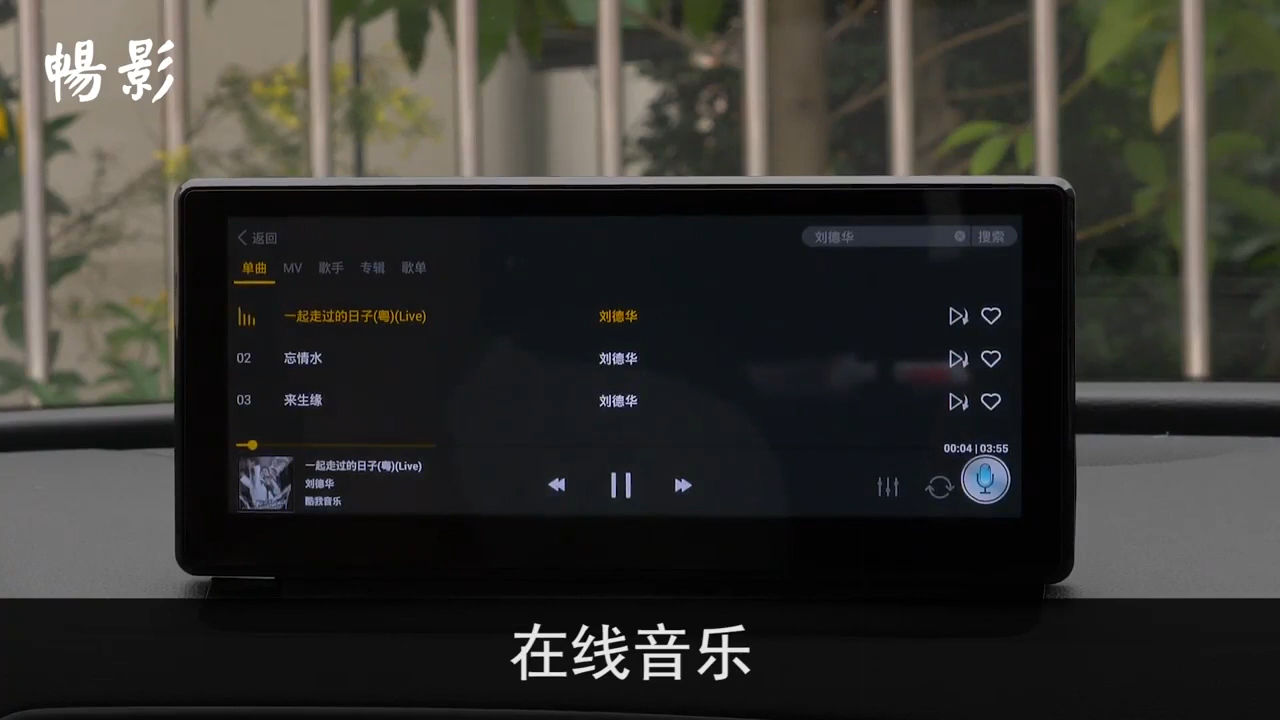 暢影
返回
刘德华 搜索
单曲 MV 歌手 专辑 歌单
一起走过的日子(粤)(Live) 刘德华
02 忘情水 刘德华
03 来生缘 刘德华
00:04 | 03:55
一起走过的日子(粤)(Live)
刘德华
酷我音乐
在线音乐